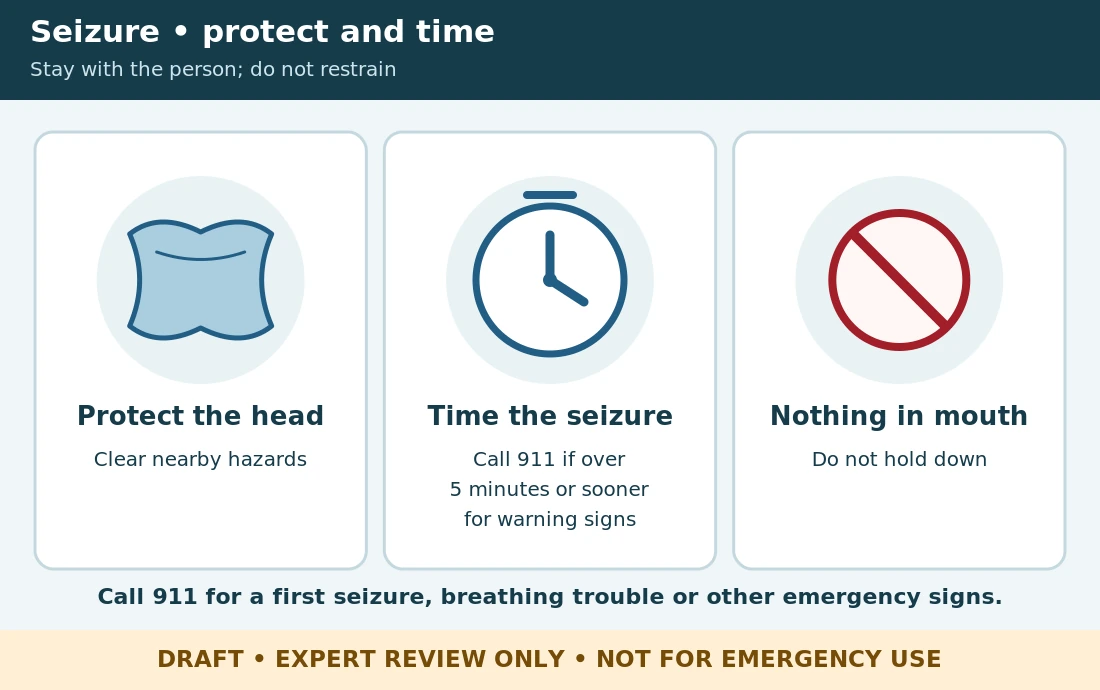 Seizure • protect and time
Stay with the person; do not restrain
Protect the head
Clear nearby hazards
Time the seizure
Call 911 if over
5 minutes or sooner
for warning signs
Nothing in mouth
Do not hold down
Call 911 for a first seizure, breathing trouble or other emergency signs.
DRAFT • EXPERT REVIEW ONLY • NOT FOR EMERGENCY USE